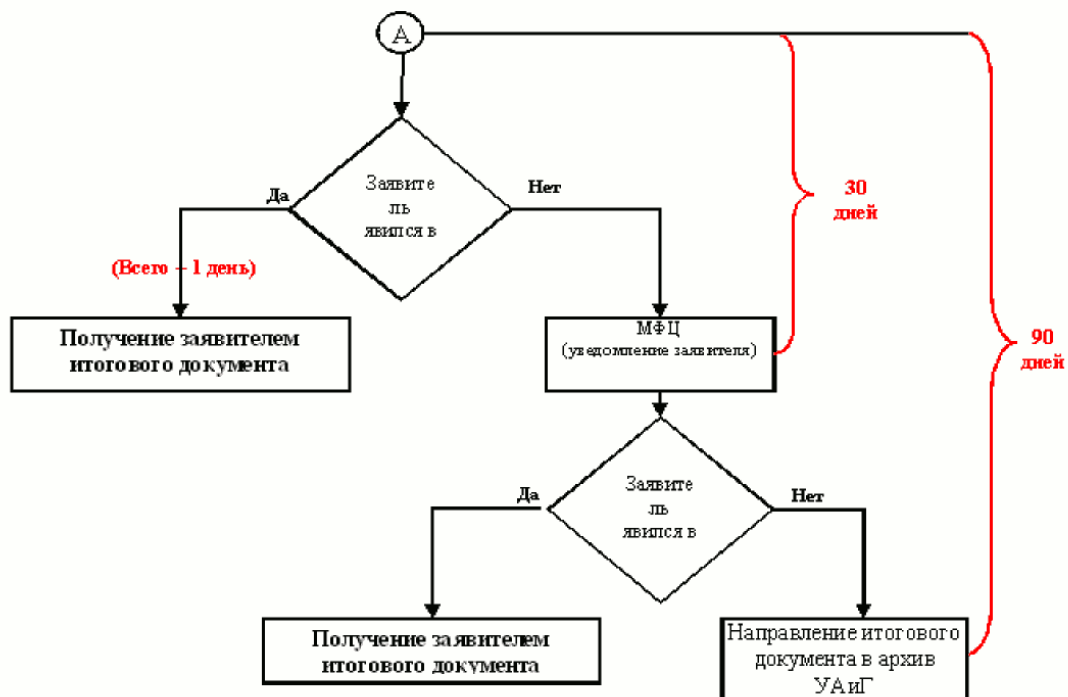 А
Заявите
ль
явился в
Да
Нет
30
дней
(Всего – 1 день)
Получение заявителем
итогового документа
МФЦ
(уведомление заявителя)
90
дней
Заявите
ль
явился в
Да
Нет
Получение заявителем
итогового документа
Направление итогового
документа в архив
УАиГ